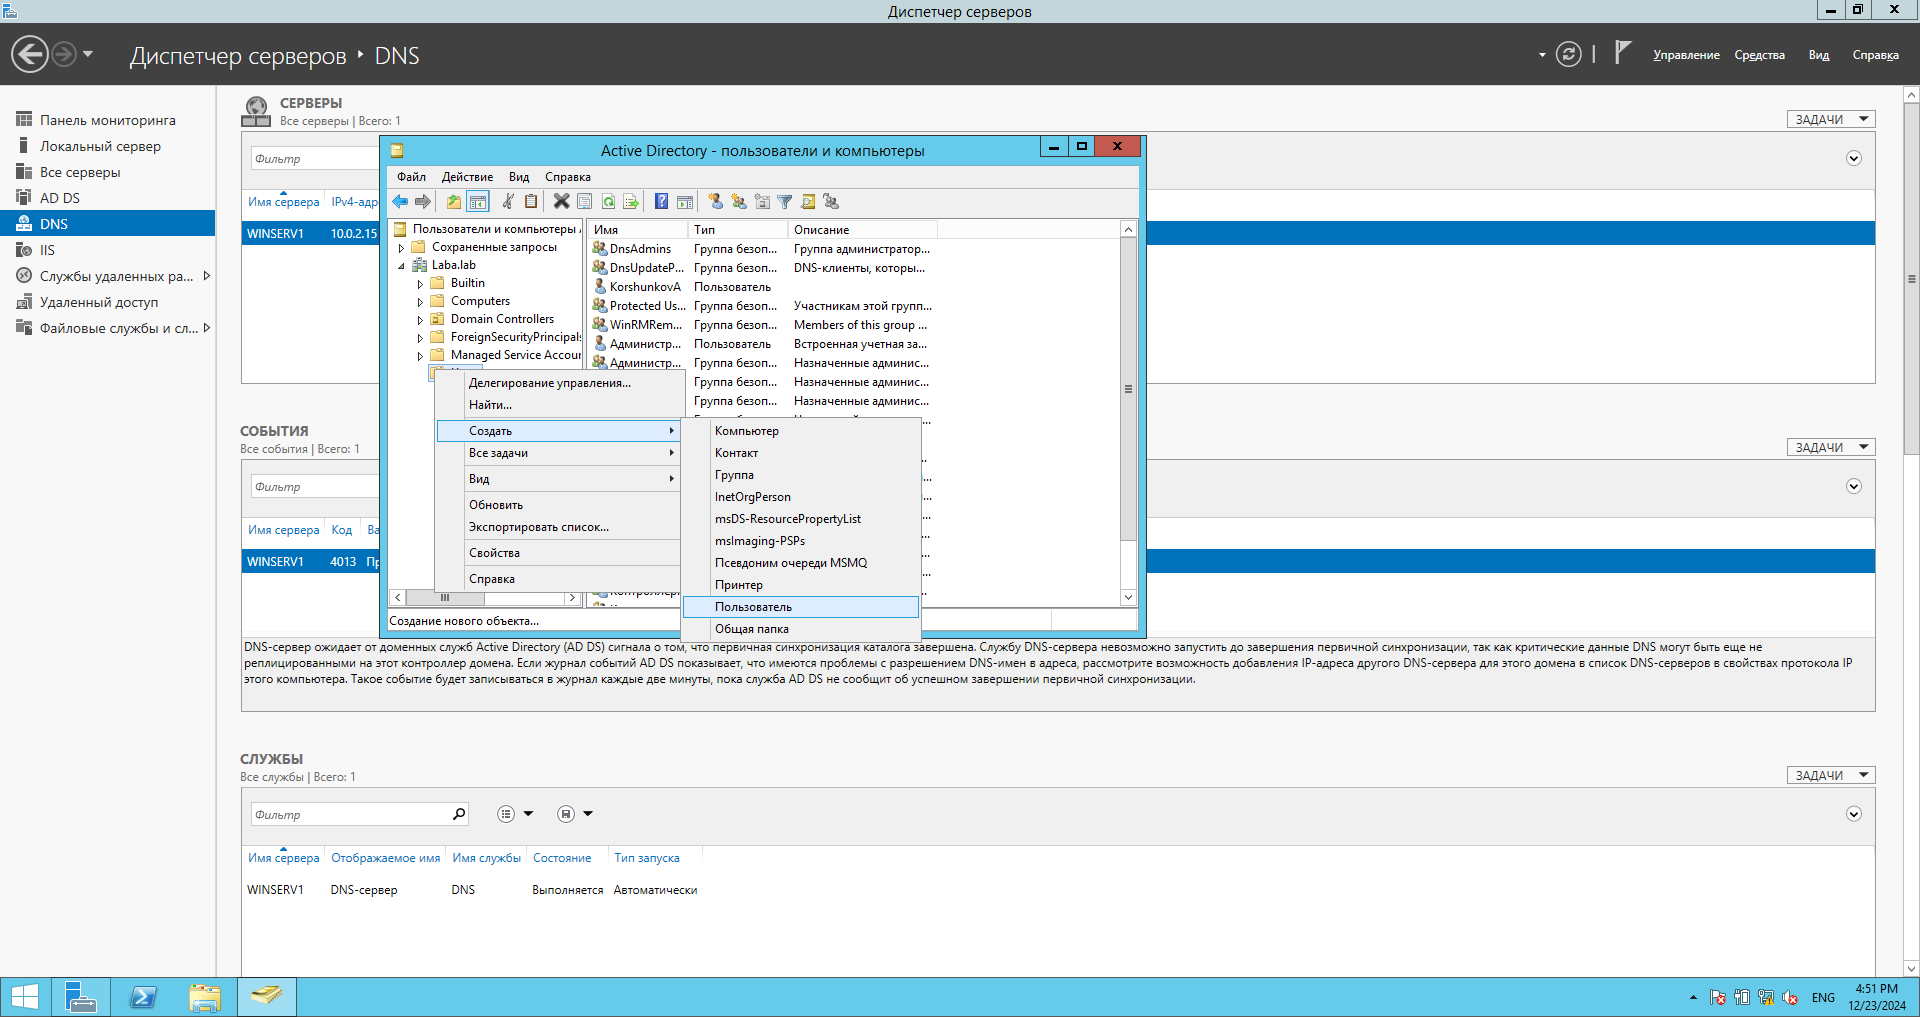 Диспетчер серверов
Диспетчер серверов ‣ DNS
Управление Средства Вид Справка
Панель мониторинга
Локальный сервер
Все серверы
AD DS
DNS
IIS
Службы удаленных ра...
Удаленный доступ
Файловые службы и сл...
СЕРВЕРЫ
Все серверы | Всего: 1
ЗАДАЧИ
Фильтр
Имя сервера IPv4-адр
WINSERV1 10.0.2.15
Active Directory - пользователи и компьютеры
Файл Действие Вид Справка
Пользователи и компьютеры
Сохраненные запросы
Laba.lab
Builtin
Computers
Domain Controllers
ForeignSecurityPrincipals
Managed Service Accour
Имя Тип Описание
DnsAdmins Группа безоп... Группа администратор...
DnsUpdateP... Группа безоп... DNS-клиенты, которы...
KorshunkovA Пользователь
Protected Us... Группа безоп... Участникам этой групп...
WinRMRem... Группа безоп... Members of this group ...
Администр... Пользователь Встроенная учетная за...
Администр... Группа безоп... Назначенные админис...
Группа безоп... Назначенные админис...
Группа безоп... Назначенные админис...
Делегирование управления...
Найти...
Создать
Все задачи
Вид
Обновить
Экспортировать список...
Свойства
Справка
Компьютер
Контакт
Группа
InetOrgPerson
msDS-ResourcePropertyList
msImaging-PSPs
Псевдоним очереди MSMQ
Принтер
Пользователь
Общая папка
Создание нового объекта...
СОБЫТИЯ
Все события | Всего: 1
ЗАДАЧИ
Фильтр
Имя сервера Код Ва
WINSERV1 4013 Пр
DNS-сервер ожидает от доменных служб Active Directory (AD DS) сигнала о том, что первичная синхронизация каталога завершена. Службу DNS-сервера невозможно запустить до завершения первичной синхронизации, так как критические данные DNS могут быть еще не
реплицированными на этот контроллер домена. Если журнал событий AD DS показывает, что имеются проблемы с разрешением DNS-имен в адреса, рассмотрите возможность добавления IP-адреса другого DNS-сервера для этого домена в список DNS-серверов в свойствах протокола IP
этого компьютера. Такое событие будет записываться в журнал каждые две минуты, пока служба AD DS не сообщит об успешном завершении первичной синхронизации.
СЛУЖБЫ
Все службы | Всего: 1
ЗАДАЧИ
Фильтр
Имя сервера Отображаемое имя Имя службы Состояние Тип запуска
WINSERV1 DNS-сервер DNS Выполняется Автоматически
ENG
4:51 PM
12/23/2024